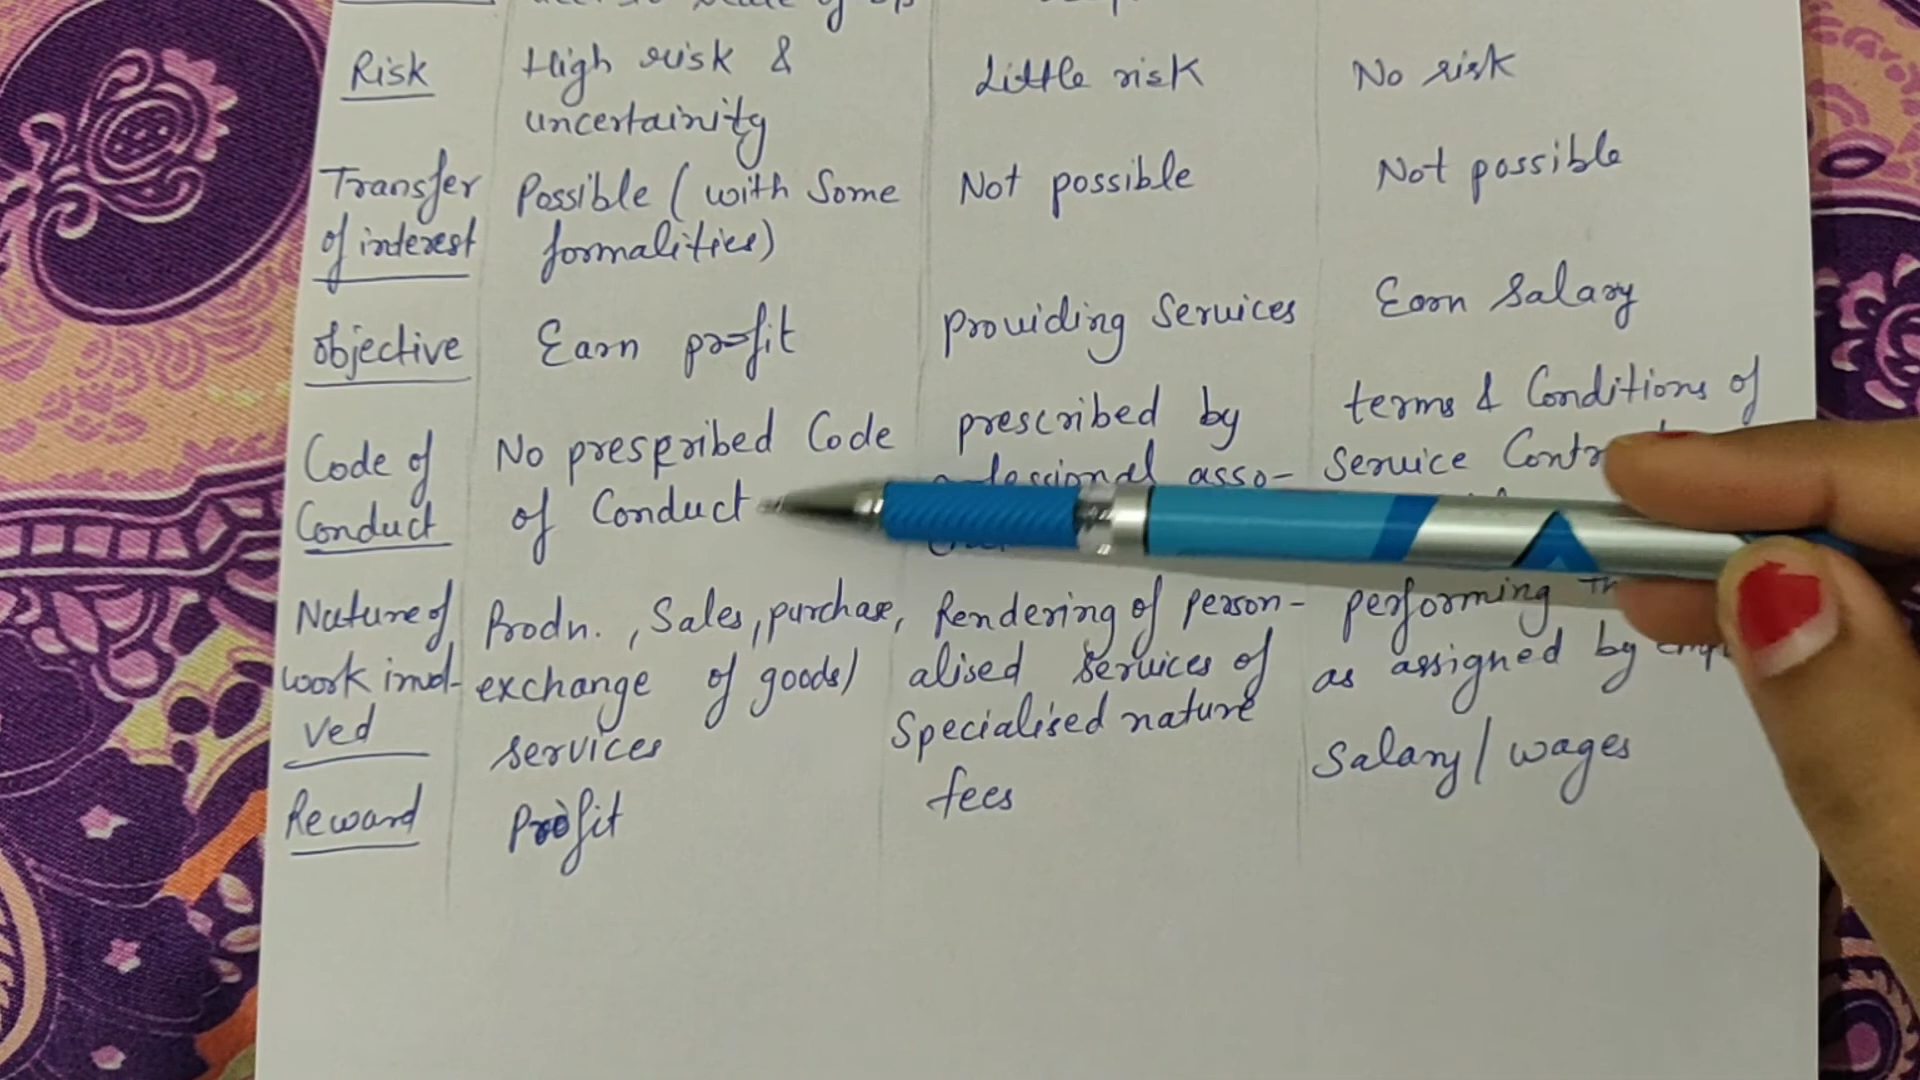 Risk High risk & Little risk No risk
uncertainity
Transfer Possible (with Some Not possible Not possible
of interest formalities)
Objective Earn profit Providing Services Earn Salary
Code of No prescribed Code prescribed by terms & Conditions of
Conduct of Conduct asso- Service
Nature of Prodn., Sales, purchase, Rendering of person- performing
work invol- exchange of goods/ alised services of as assigned by
ved services Specialised nature
Reward Profit fees Salary/wages